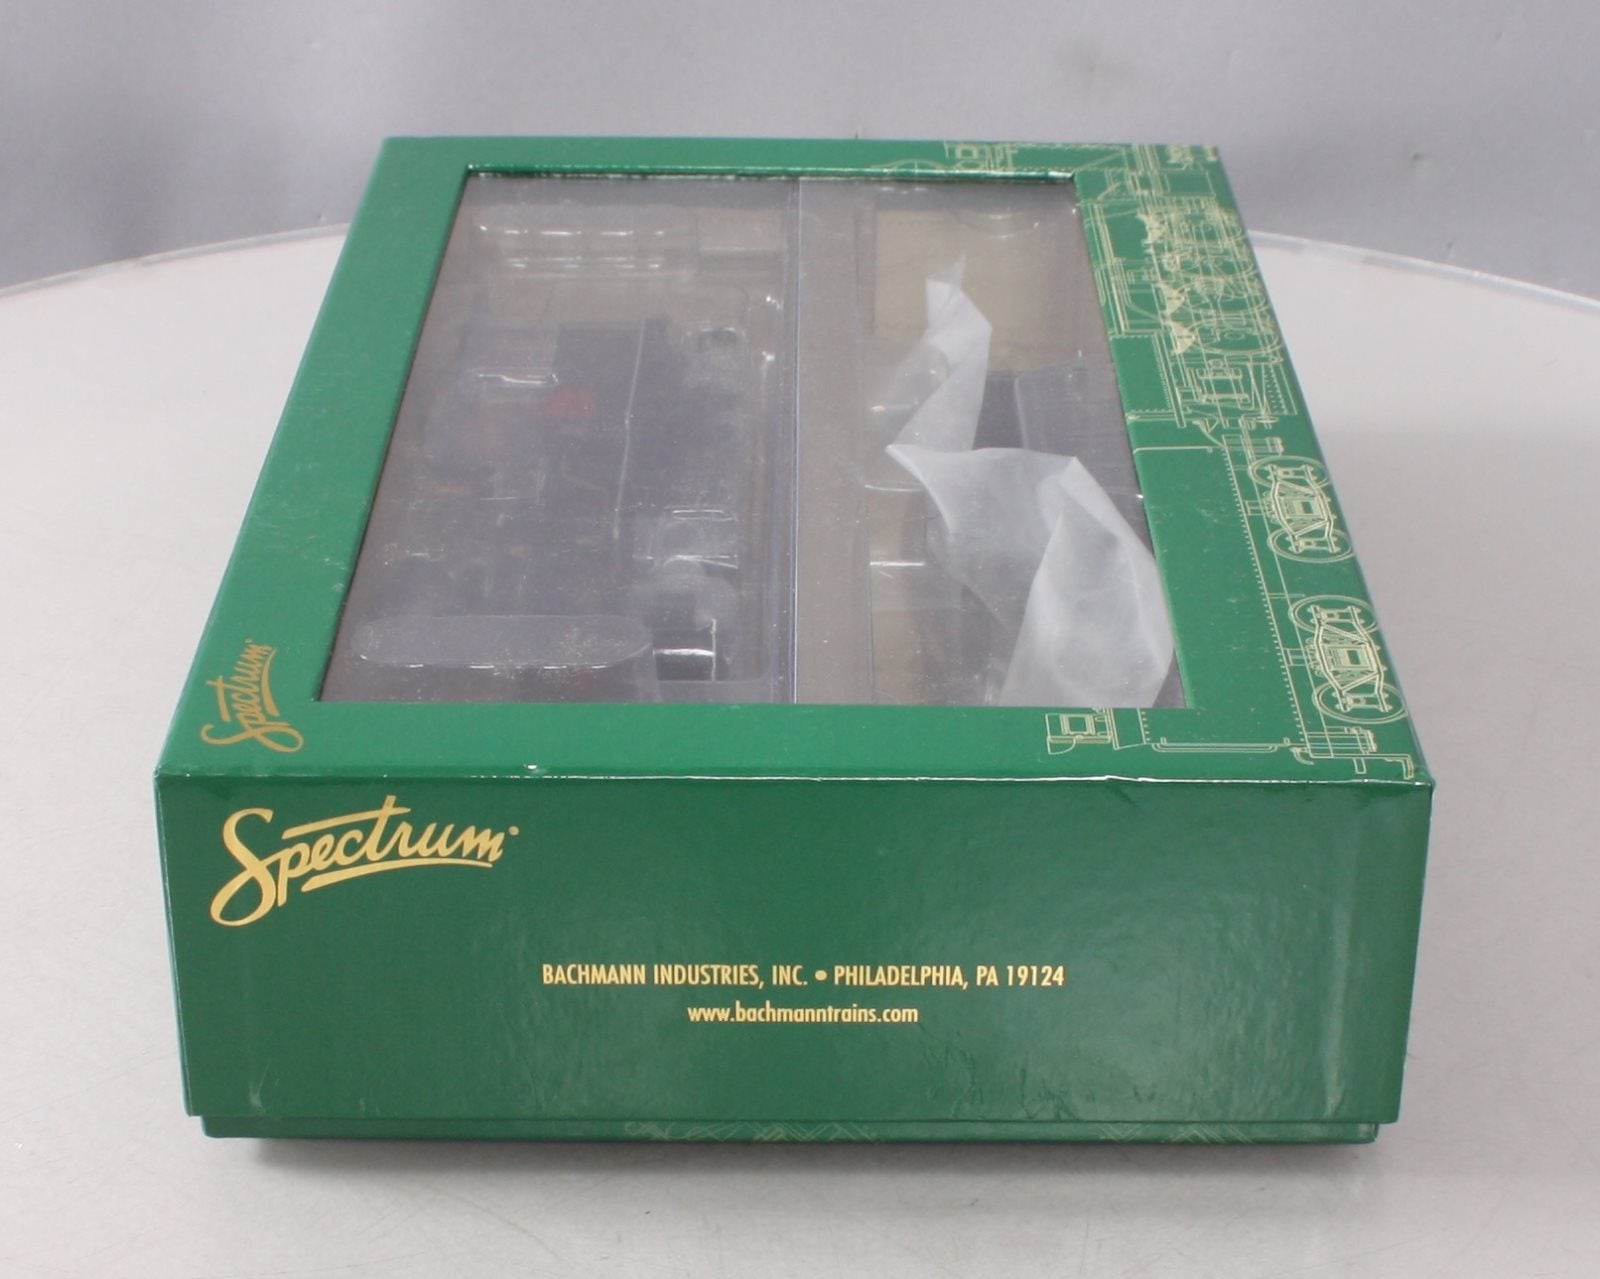 Spectrum
Spectrum
BACHMANN INDUSTRIES, INC. • PHILADELPHIA, PA 19124
www.bachmanntrains.com